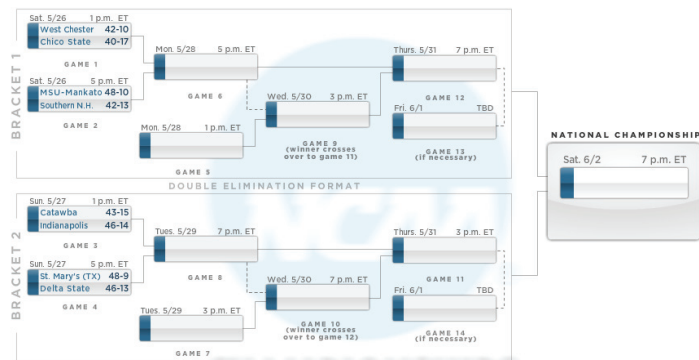 Sat. 5/26 1 p.m. ET
West Chester 42-10
Chico State 40-17
GAME 1
Sat. 5/26 5 p.m. ET
MSU-Mankato 48-10
Southern N.H. 42-13
GAME 2
BRACKET 1
Mon. 5/28 5 p.m. ET
GAME 6
Mon. 5/28 1 p.m. ET
GAME 5
Wed. 5/30 3 p.m. ET
GAME 9
(winner crosses
over to game 11)
Thurs. 5/31 7 p.m. ET
GAME 12
Fri. 6/1 TBD
GAME 13
(if necessary)
DOUBLE ELIMINATION FORMAT
NATIONAL CHAMPIONSHIP
Sat. 6/2 7 p.m. ET
BRACKET 2
Sun. 5/27 1 p.m. ET
Catawba 43-15
Indianapolis 46-14
GAME 3
Sun. 5/27 5 p.m. ET
St. Mary's (TX) 48-9
Delta State 46-13
GAME 4
Tues. 5/29 7 p.m. ET
GAME 8
Tues. 5/29 3 p.m. ET
GAME 7
Wed. 5/30 7 p.m. ET
GAME 10
(winner crosses
over to game 12)
Thurs. 5/31 3 p.m. ET
GAME 11
Fri. 6/1 TBD
GAME 14
(if necessary)
NCAA